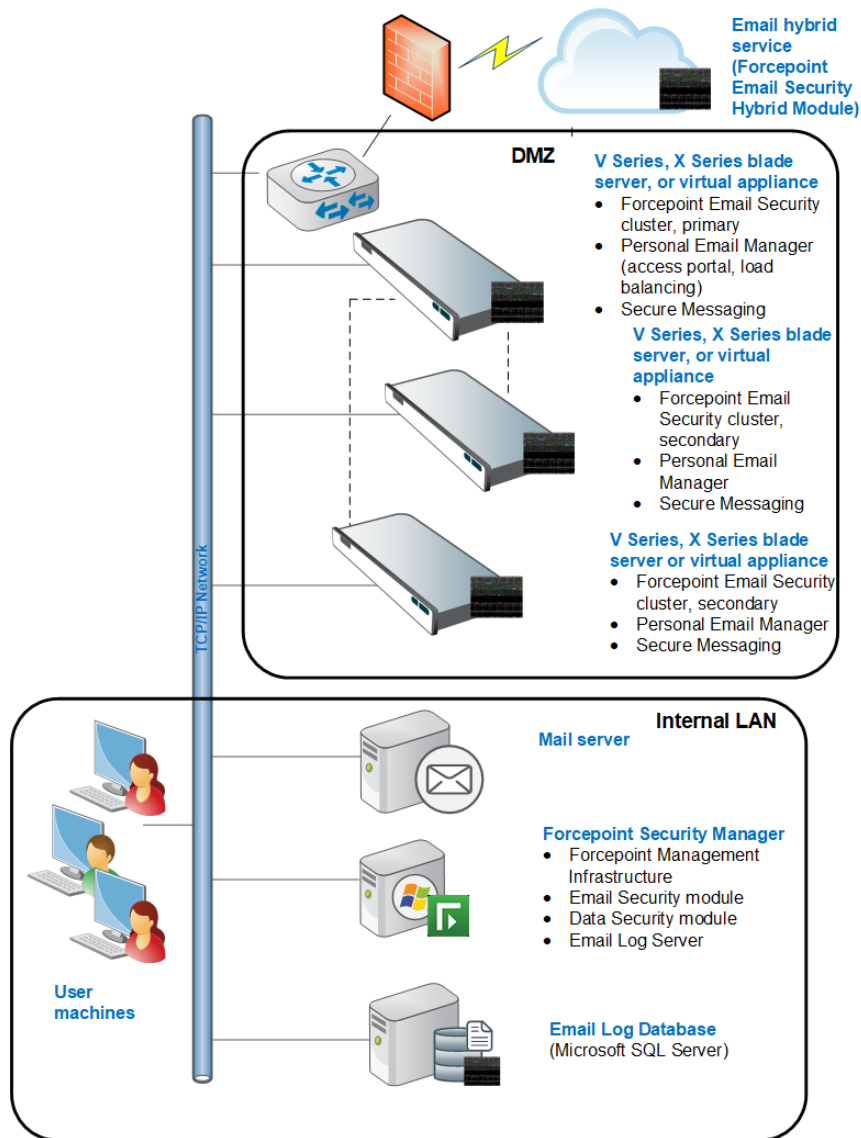 Email hybrid
service
(Forcepoint
Email Security
Hybrid Module)
DMZ
V Series, X Series blade
server, or virtual appliance
• Forcepoint Email Security
cluster, primary
• Personal Email Manager
(access portal, load
balancing)
• Secure Messaging
V Series, X Series blade
server, or virtual
appliance
• Forcepoint Email
Security cluster,
secondary
• Personal Email
Manager
• Secure Messaging
V Series, X Series blade
server or virtual appliance
• Forcepoint Email Security
cluster, secondary
• Personal Email Manager
• Secure Messaging
TCP/IP Network
Internal LAN
Mail server
Forcepoint Security Manager
• Forcepoint Management
Infrastructure
• Email Security module
• Data Security module
• Email Log Server
User
machines
Email Log Database
(Microsoft SQL Server)